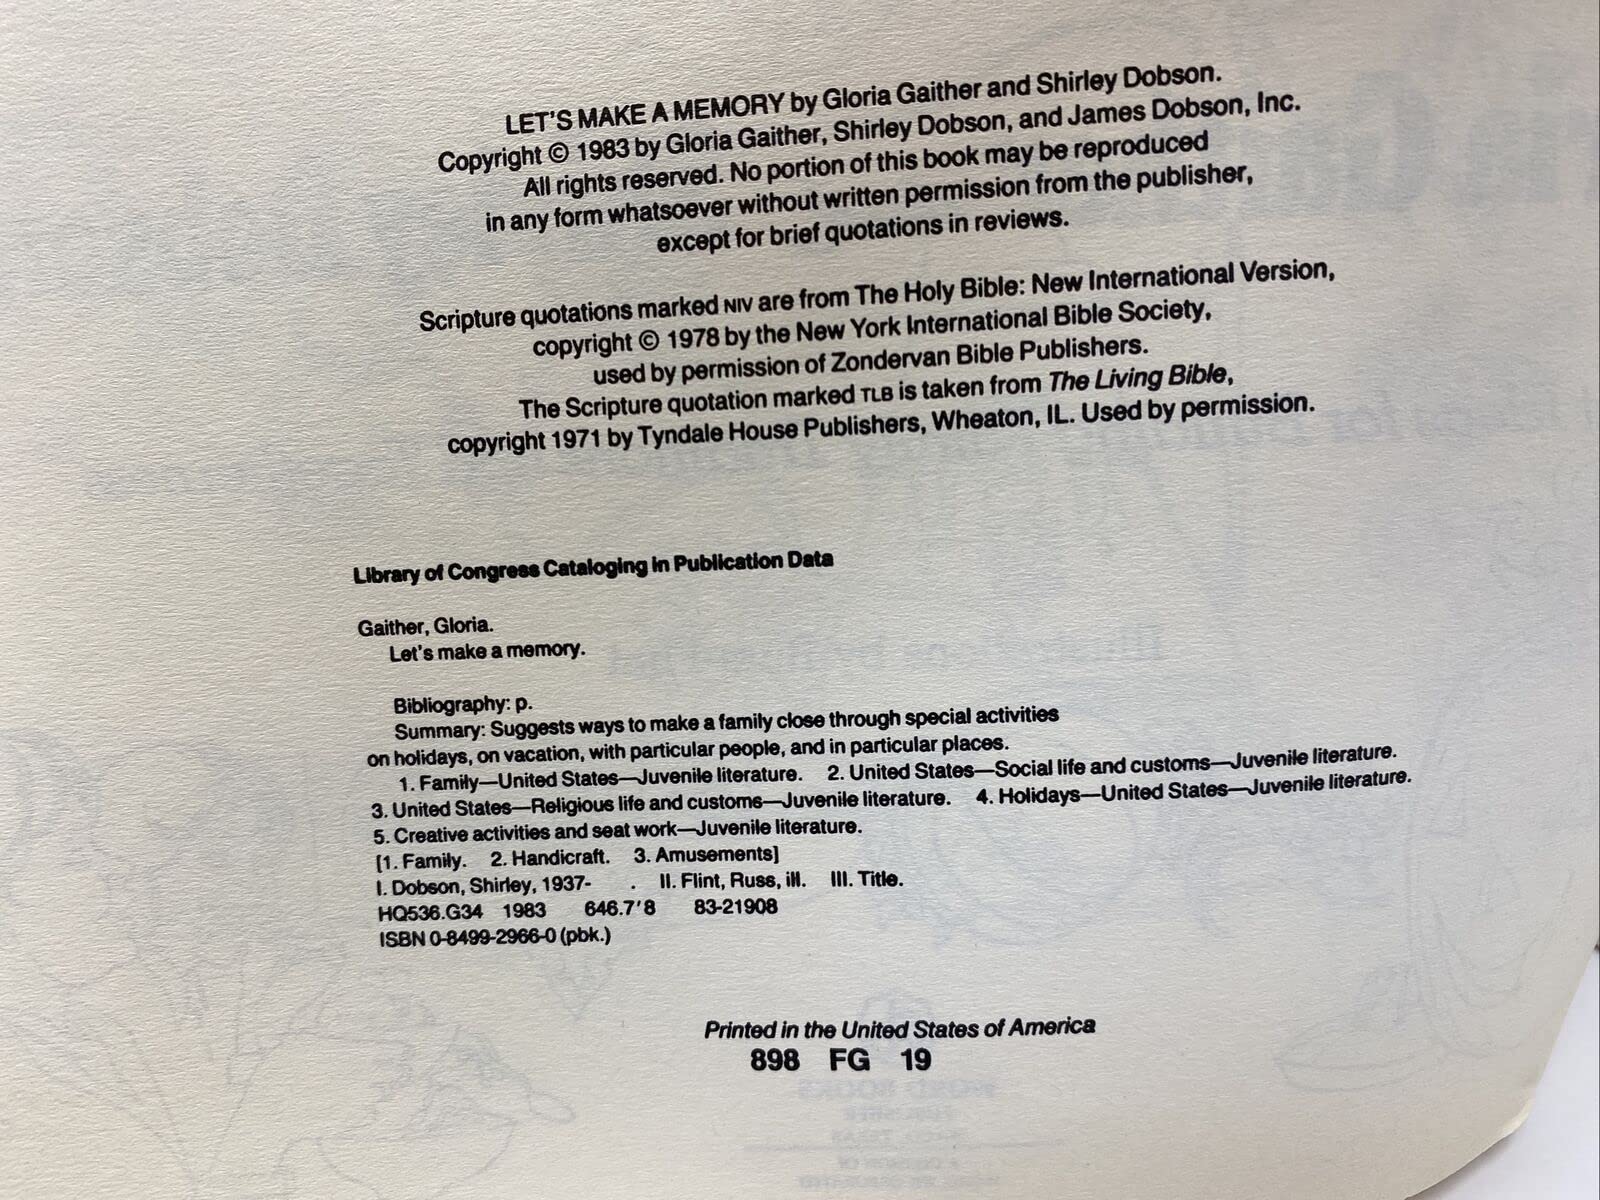 LET'S MAKE A MEMORY by Gloria Gaither and Shirley Dobson.
Copyright © 1983 by Gloria Gaither, Shirley Dobson, and James Dobson, Inc.
All rights reserved. No portion of this book may be reproduced
in any form whatsoever without written permission from the publisher,
except for brief quotations in reviews.
Scripture quotations marked NIV are from The Holy Bible: New International Version,
copyright © 1978 by the New York International Bible Society,
used by permission of Zondervan Bible Publishers.
The Scripture quotation marked TLB is taken from The Living Bible,
copyright 1971 by Tyndale House Publishers, Wheaton, IL. Used by permission.
Library of Congress Cataloging in Publication Data
Gaither, Gloria.
Let's make a memory.
Bibliography: p.
Summary: Suggests ways to make a family close through special activities
on holidays, on vacation, with particular people, and in particular places.
1. Family—United States—Juvenile literature. 2. United States—Social life and customs—Juvenile literature.
3. United States—Religious life and customs—Juvenile literature. 4. Holidays—United States—Juvenile literature.
5. Creative activities and seat work—Juvenile literature.
[1. Family. 2. Handicraft. 3. Amusements]
I. Dobson, Shirley, 1937- . II. Flint, Russ, ill. III. Title.
HQ536.G34 1983 646.7'8 83-21908
ISBN 0-8499-2966-0 (pbk.)
Printed in the United States of America
898 FG 19